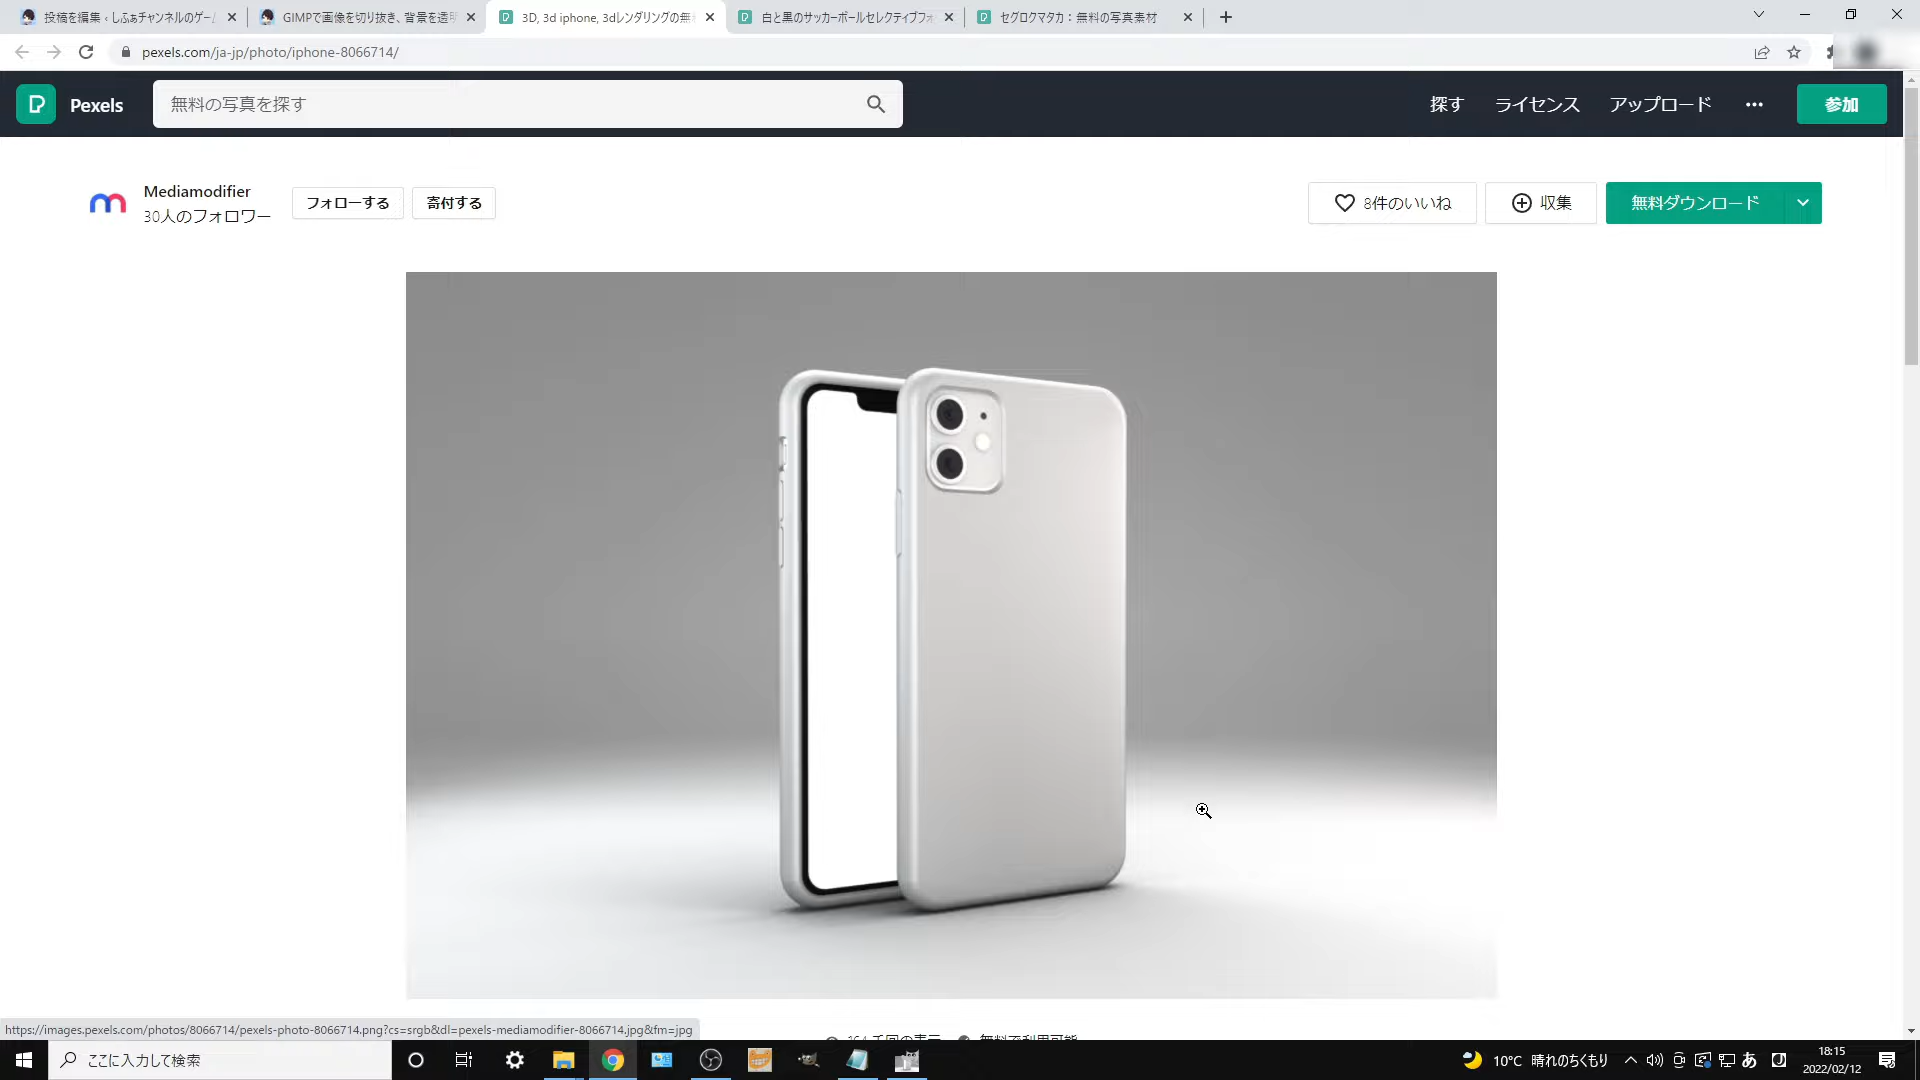 投稿を編集 ‹ しふぁチャンネルのゲー
GIMPで画像を切り抜き、背景を透明
3D, 3d iphone, 3dレンダリングの無
白と黒のサッカーボールセレクティブフォ
セグロクマタカ:無料の写真素材
pexels.com/ja-jp/photo/iphone-8066714/
Pexels
無料の写真を探す
探す
ライセンス
アップロード
参加
Mediamodifier
30人のフォロワー
フォローする
寄付する
8件のいいね
収集
無料ダウンロード
https://images.pexels.com/photos/8066714/pexels-photo-8066714.png?cs=srgb&dl=pexels-mediamodifier-8066714.jpg&fm=jpg
ここに入力して検索
10°C 晴れのちくもり
あ
18:15
2022/02/12